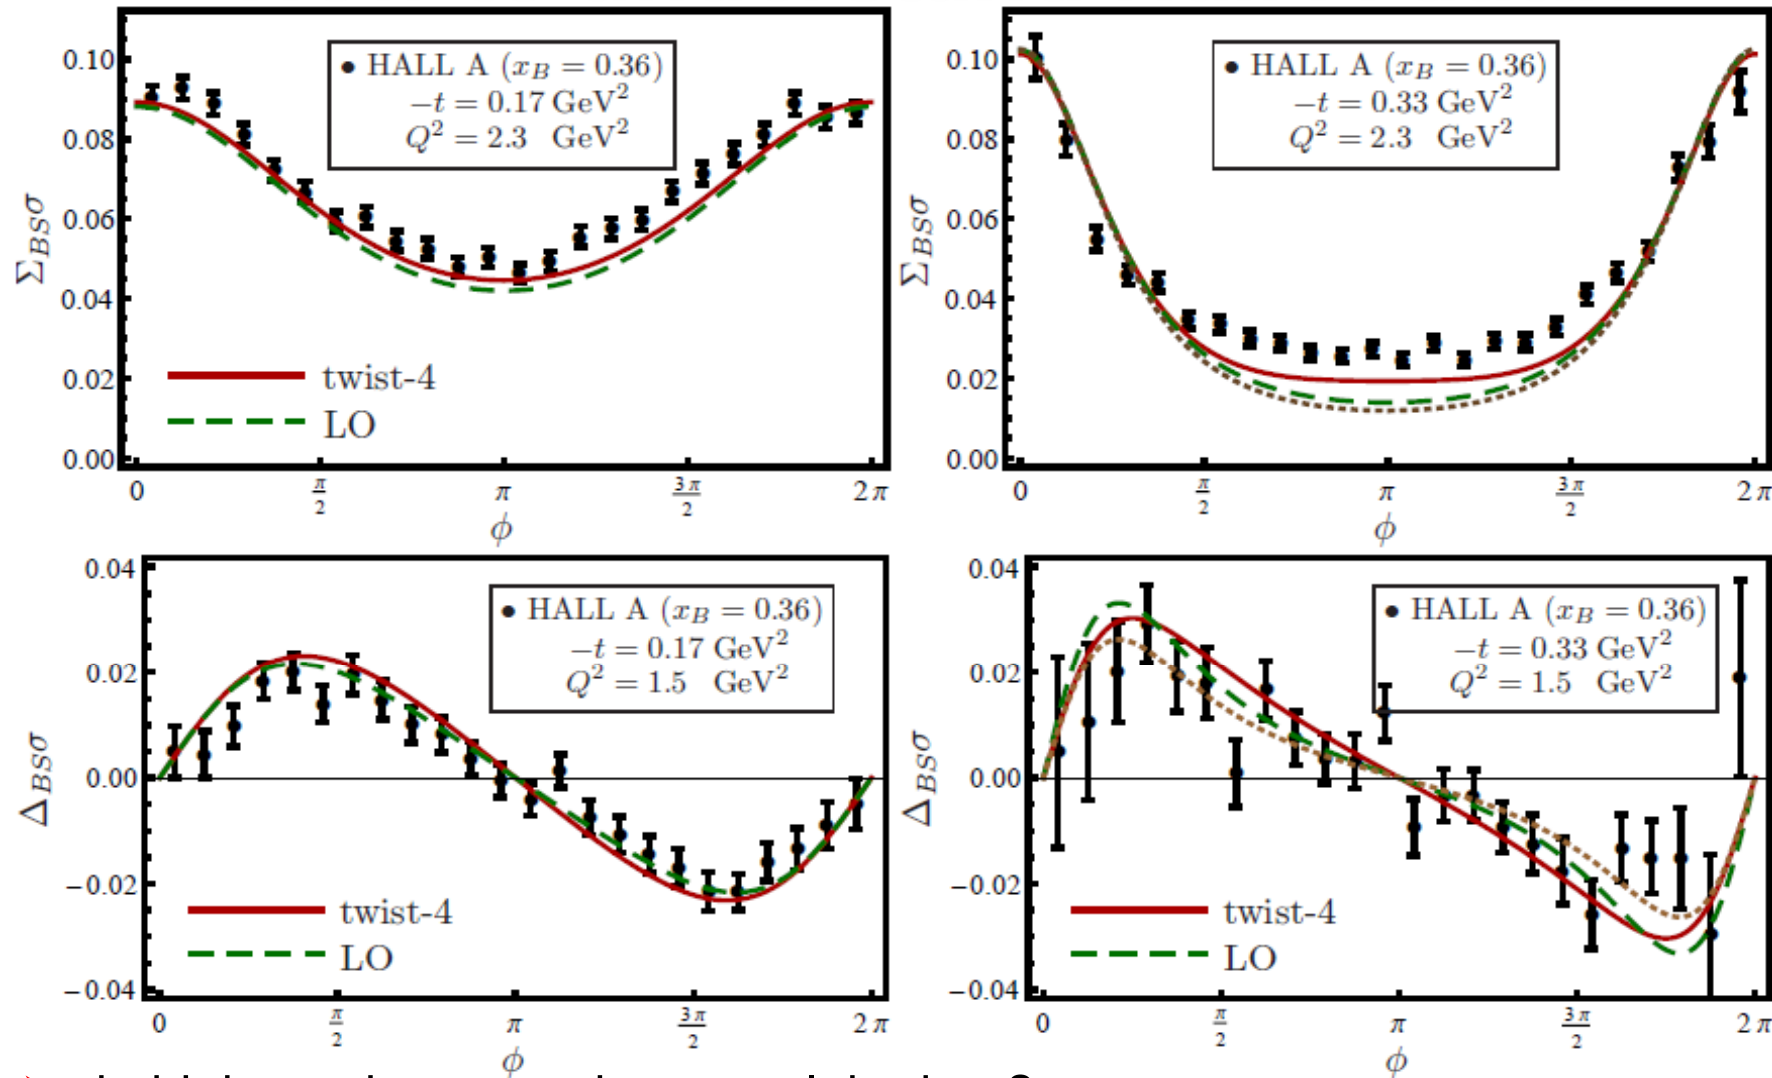 HALL A (x_B = 0.36)
−t = 0.17 GeV²
Q² = 2.3 GeV²
twist-4
LO
Σ_BS σ
0.10
0.08
0.06
0.04
0.02
0.00
0 π/2 π 3π/2 2π
ϕ
HALL A (x_B = 0.36)
−t = 0.33 GeV²
Q² = 2.3 GeV²
Σ_BS σ
0.10
0.08
0.06
0.04
0.02
0.00
0 π/2 π 3π/2 2π
ϕ
HALL A (x_B = 0.36)
−t = 0.17 GeV²
Q² = 1.5 GeV²
twist-4
LO
Δ_BS σ
0.04
0.02
0.00
−0.02
−0.04
0 π/2 π 3π/2 2π
ϕ
HALL A (x_B = 0.36)
−t = 0.33 GeV²
Q² = 1.5 GeV²
twist-4
LO
Δ_BS σ
0.04
0.02
0.00
−0.02
−0.04
0 π/2 π 3π/2 2π
ϕ